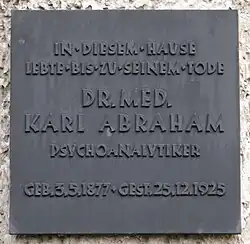 IN·DIESEM·HAUSE
LEBTE·BIS·ZU·SEINEM·TODE
DR.MED.
KARL ABRAHAM
PSYCHOANALYTIKER
GEB.3.5.1877·GEST.25.12.1925